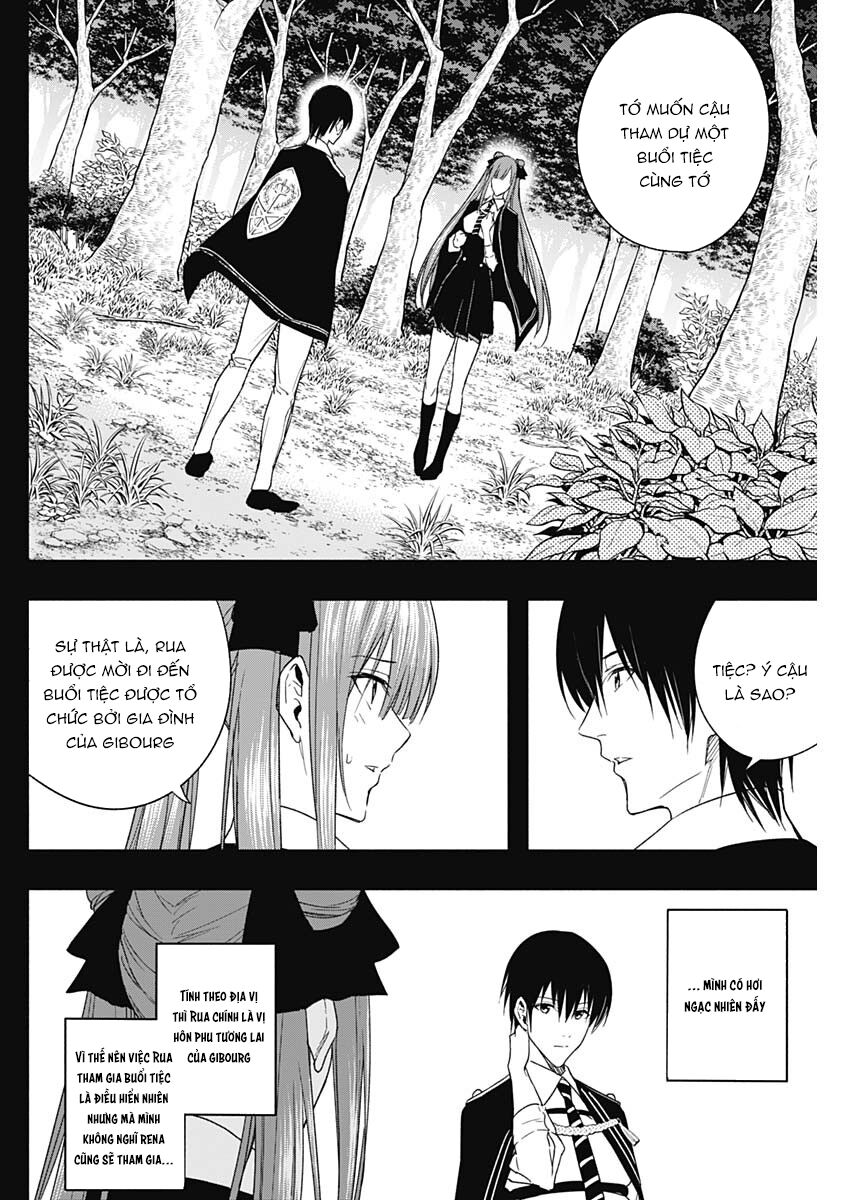 TỚ MUỐN CẬU
THAM DỰ MỘT
BUỔI TIỆC
CÙNG TỚ
TIỆC? Ý CẬU
LÀ SAO?
SỰ THẬT LÀ, RUA
ĐƯỢC MỜI ĐI ĐẾN
BUỔI TIỆC ĐƯỢC TỔ
CHỨC BỞI GIA ĐÌNH
CỦA GIBOURG
... MÌNH CÓ HƠI
NGẠC NHIÊN ĐẤY
TÍNH THEO ĐỊA VỊ
THÌ RUA CHÍNH LÀ VỊ
HÔN PHU TƯƠNG LAI
CỦA GIBOURG
VÌ THẾ NÊN VIỆC RUA
THAM GIA BUỔI TIỆC
LÀ ĐIỀU HIỂN NHIÊN
NHƯNG MÀ MÌNH
KHÔNG NGHĨ RENA
CŨNG SẼ THAM GIA...